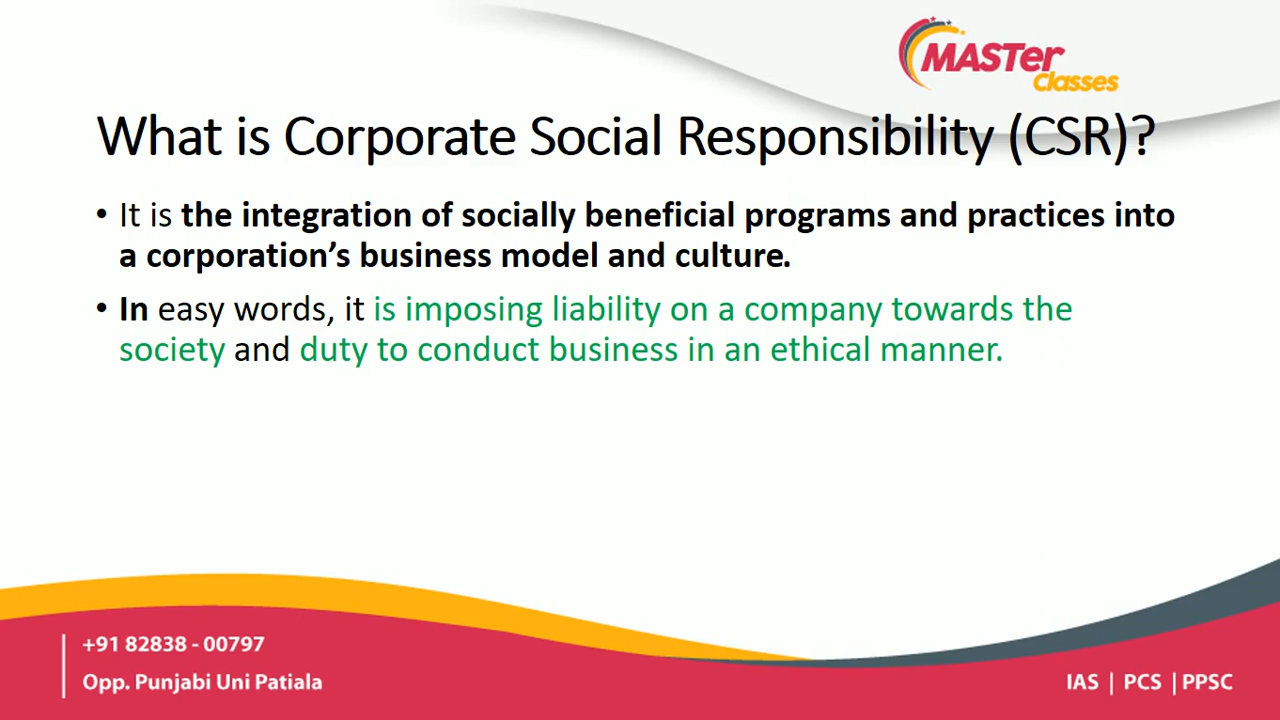 MASTer
Classes
What is Corporate Social Responsibility (CSR)?
• It is the integration of socially beneficial programs and practices into
a corporation’s business model and culture.
• In easy words, it is imposing liability on a company towards the
society and duty to conduct business in an ethical manner.
+91 82838 - 00797
Opp. Punjabi Uni Patiala
IAS | PCS | PPSC